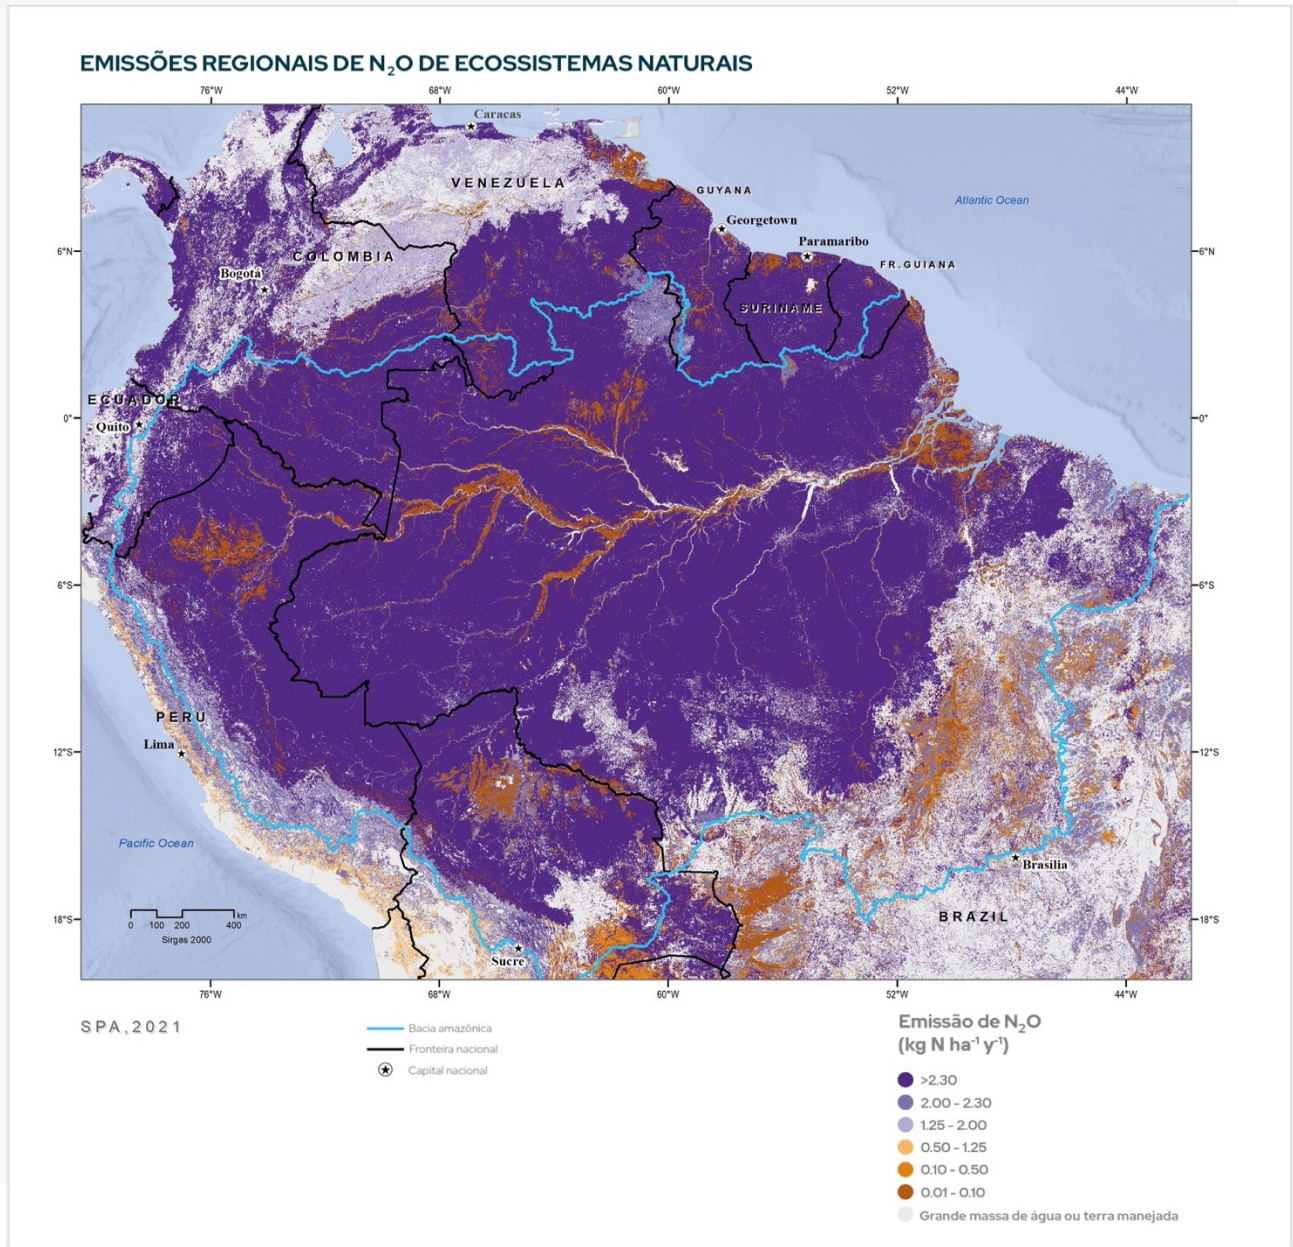 EMISSÕES REGIONAIS DE N₂O DE ECOSSISTEMAS NATURAIS
76°W 68°W 60°W 52°W 44°W
Caracas
VENEZUELA
GUYANA
Atlantic Ocean
Georgetown
Paramaribo
6°N
COLOMBIA
6°N
FR.GUIANA
Bogotá
SURINAME
ECUADOR
0°
0°
Quito
6°S
6°S
PERU
Lima
12°S
12°S
Pacific Ocean
Brasília
18°S
BRAZIL
18°S
km
0 100 200 400
Sirgas 2000
Sucre
76°W 68°W 60°W 52°W 44°W
SPA,2021
Bacia amazônica
Fronteira nacional
Capital nacional
Emissão de N₂O
(kg N ha⁻¹ y⁻¹)
>2.30
2.00 - 2.30
1.25 - 2.00
0.50 - 1.25
0.10 - 0.50
0.01 - 0.10
Grande massa de água ou terra manejada